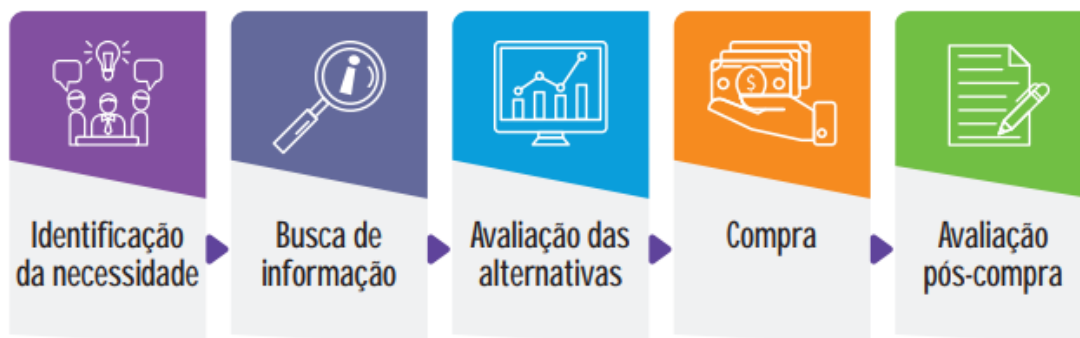 Identificação
da necessidade
Busca de
informação
Avaliação das
alternativas
Compra
Avaliação
pós-compra